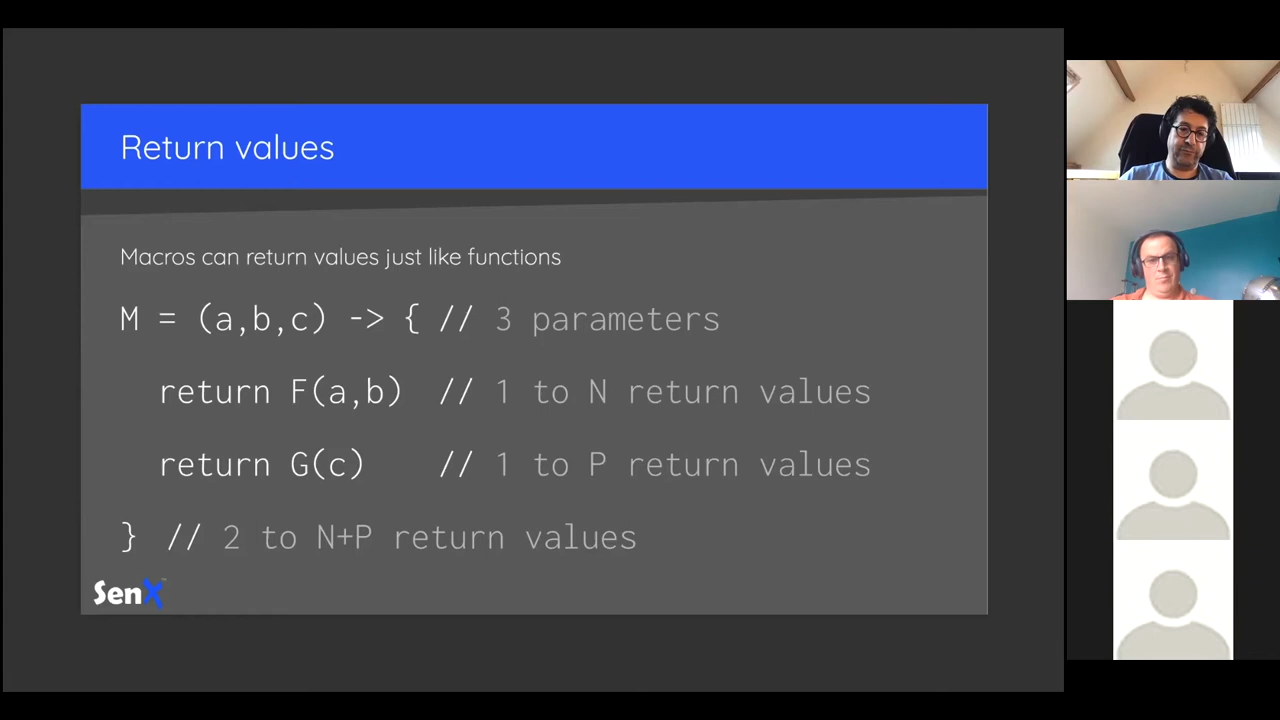 Return values
Macros can return values just like functions
M = (a,b,c) -> { // 3 parameters
return F(a,b) // 1 to N return values
return G(c) // 1 to P return values
} // 2 to N+P return values
SenX™